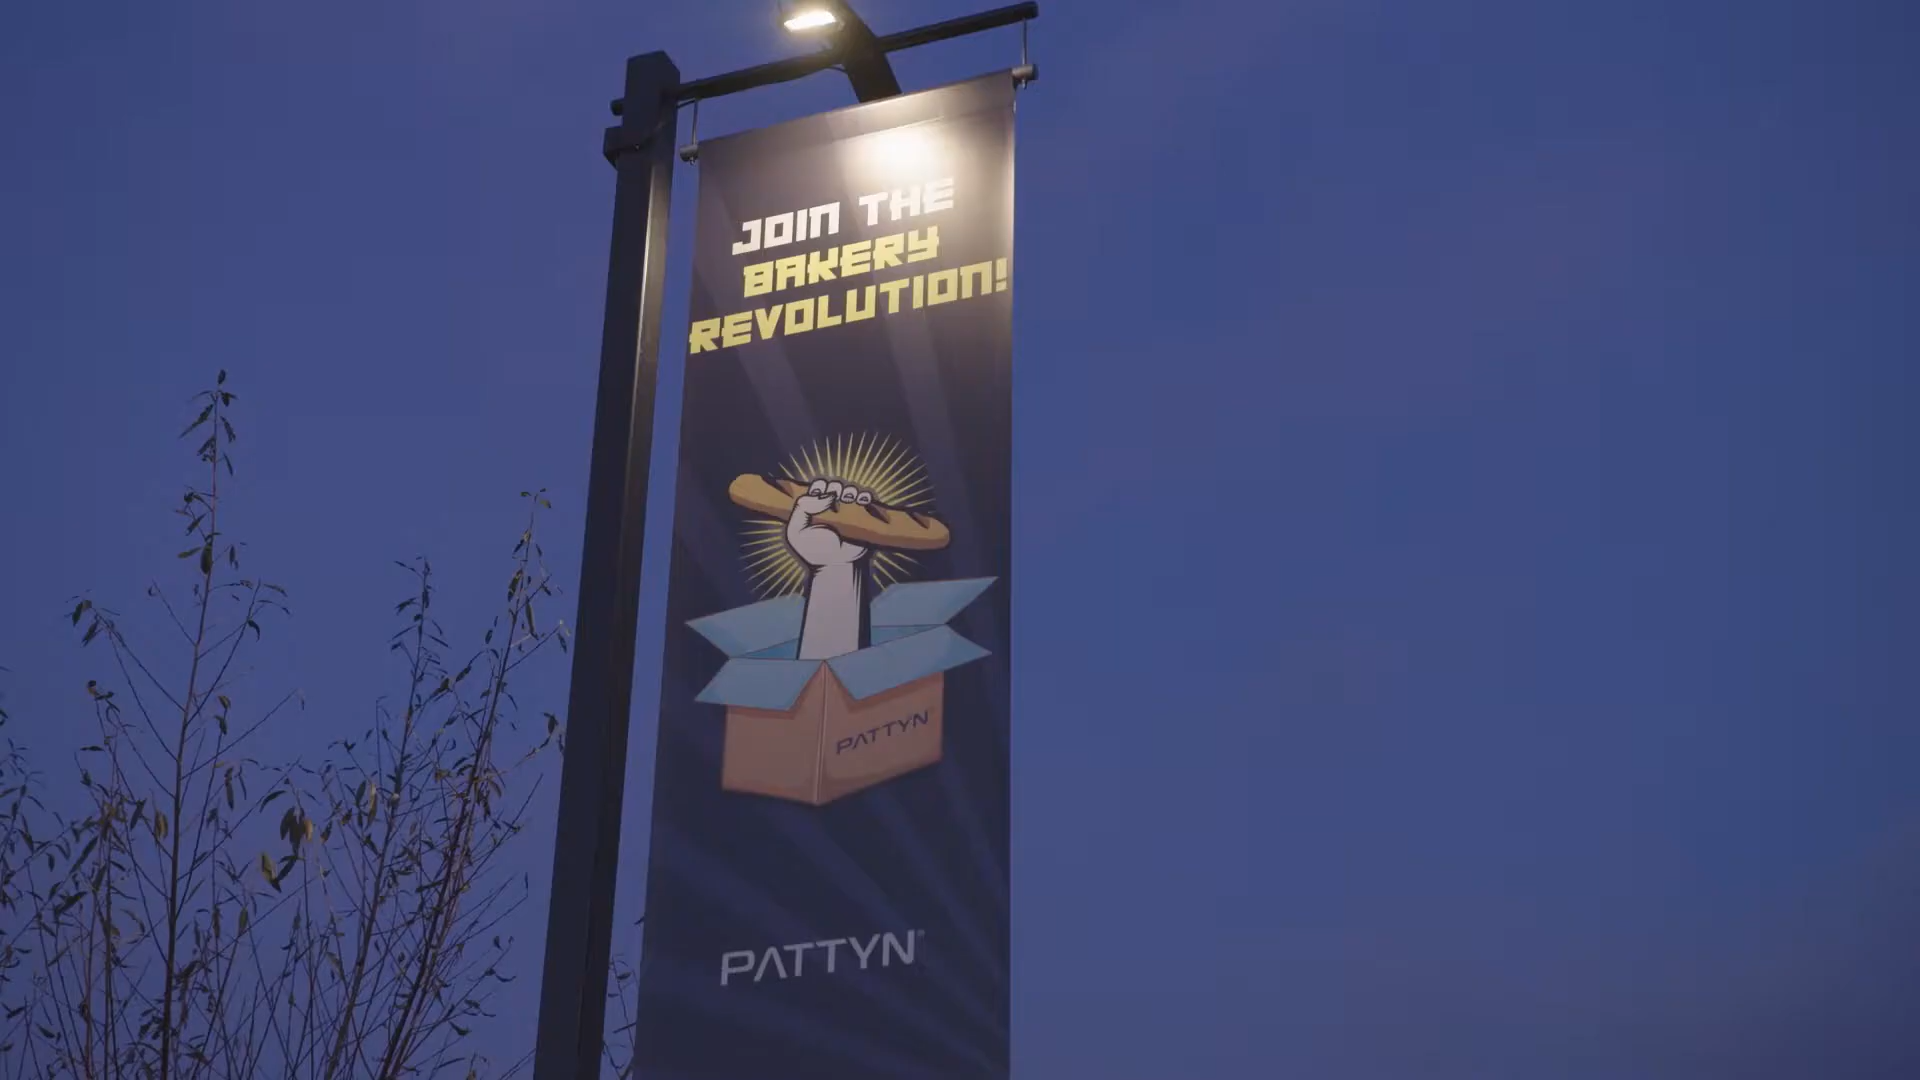 JOIN THE
BAKERY
REVOLUTION!
PATTYN
PATTYN